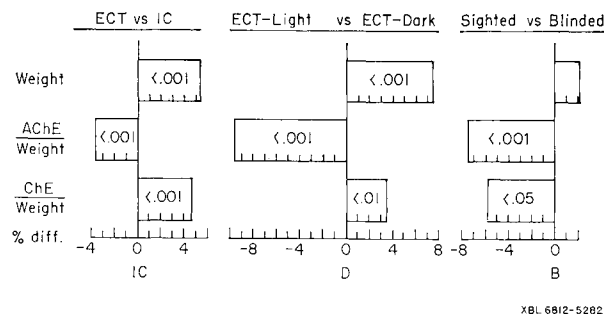 ECT vs IC ECT-Light vs ECT-Dark Sighted vs Blinded
Weight <.001 <.001
AChE
Weight <.001 <.001 <.001
ChE
Weight <.001 <.01 <.05
% diff. -4 0 4 -8 -4 0 4 8 -8 -4 0
IC D B
XBL 6812-5282